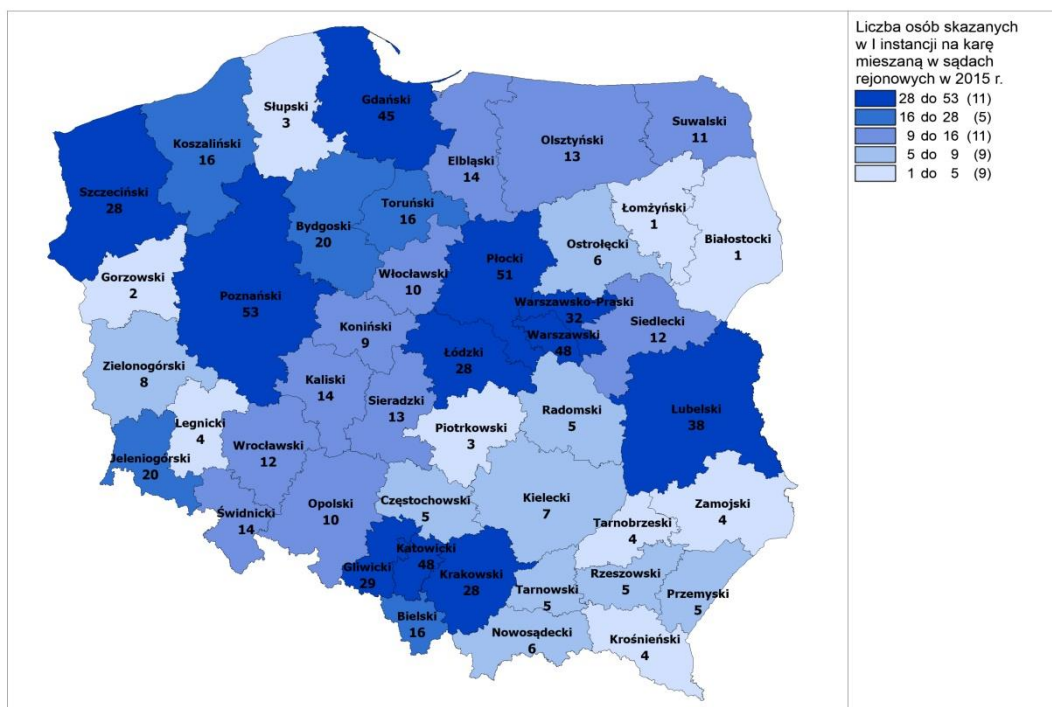 Liczba osób skazanych
w I instancji na karę
mieszaną w sądach
rejonowych w 2015 r.
28 do 53 (11)
16 do 28 (5)
9 do 16 (11)
5 do 9 (9)
1 do 5 (9)
Słupski
3
Gdański
45
Koszaliński
16
Elbląski
14
Olsztyński
13
Suwalski
11
Szczeciński
28
Bydgoski
20
Toruński
16
Łomżyński
1
Białostocki
1
Ostrołęcki
6
Gorzowski
2
Poznański
53
Włocławski
10
Płocki
51
Warszawsko-Praski
32
Warszawski
48
Siedlecki
12
Koniński
9
Zielonogórski
8
Łódzki
28
Kaliski
14
Sieradzki
13
Piotrkowski
3
Radomski
5
Lubelski
38
Legnicki
4
Jeleniogórski
20
Wrocławski
12
Świdnicki
14
Opolski
10
Częstochowski
5
Kielecki
7
Tarnobrzeski
4
Zamojski
4
Gliwicki
29
Katowicki
48
Krakowski
28
Tarnowski
5
Rzeszowski
5
Przemyski
5
Bielski
16
Nowosądecki
6
Krośnieński
4